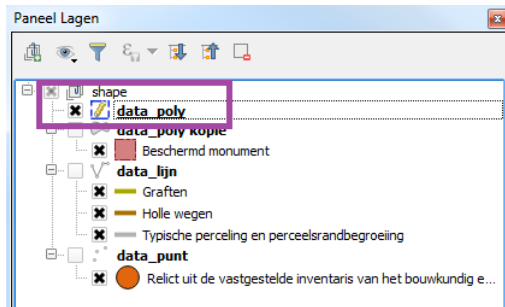 Paneel Lagen
shape
data_poly
data_poly kopie
Beschermd monument
data_lijn
Graften
Holle wegen
Typische perceling en perceelsrandbegroeiing
data_punt
Relict uit de vastgestelde inventaris van het bouwkundig e...